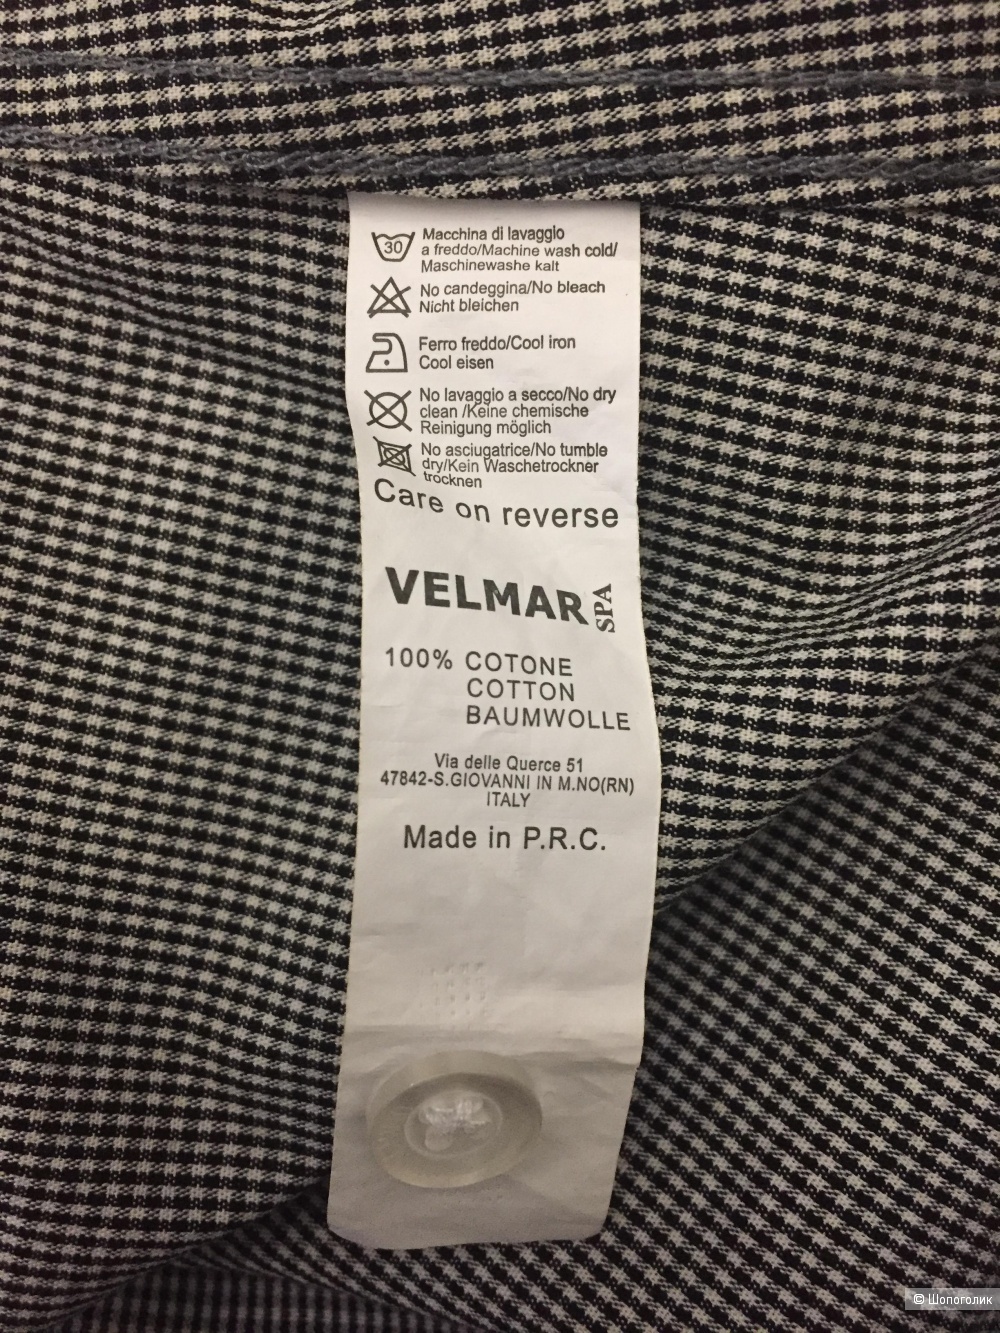 30
Macchina di lavaggio
a freddo/Machine wash cold/
Maschinewashe kalt
No candeggina/No bleach
Nicht bleichen
Ferro freddo/Cool iron
Cool eisen
No lavaggio a secco/No dry
clean /Keine chemische
Reinigung möglich
No asciugatrice/No tumble
dry/Kein Waschetrockner
trocknen
Care on reverse
VELMAR SPA
100% COTONE
COTTON
BAUMWOLLE
Via delle Querce 51
47842-S.GIOVANNI IN M.NO(RN)
ITALY
Made in P.R.C.
© Шопоголик